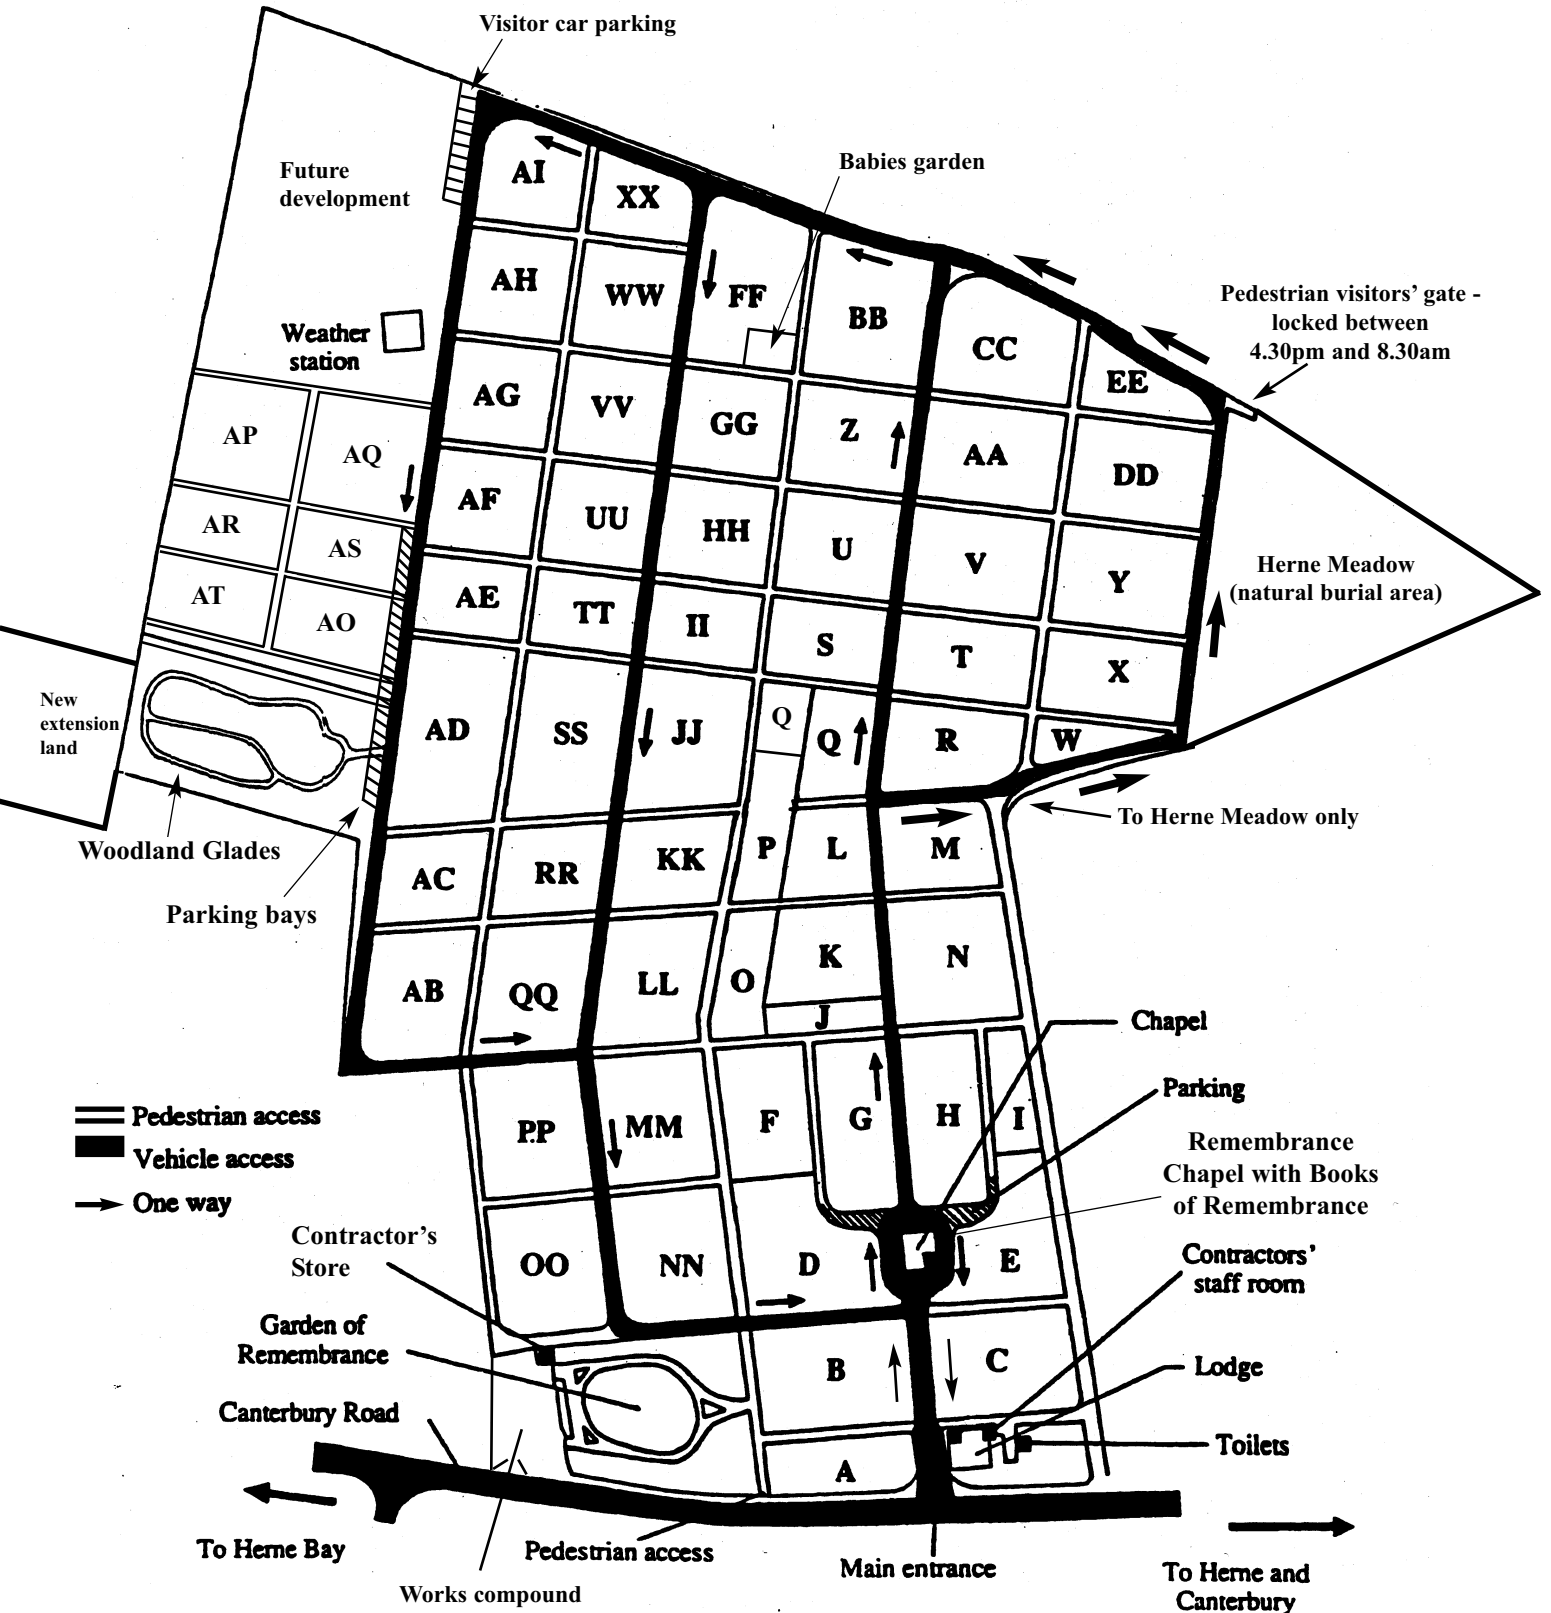 Visitor car parking
Babies garden
Future
development
AI
XX
AH
WW
FF
BB
CC
EE
Pedestrian visitors’ gate -
locked between
4.30pm and 8.30am
Weather
station
AG
VV
GG
Z
AA
DD
AP
AQ
AF
UU
HH
U
V
Y
AR
AS
Herne Meadow
(natural burial area)
AT
AO
AE
TT
II
S
T
X
New
extension
land
AD
SS
JJ
Q
Q
R
W
To Herne Meadow only
Woodland Glades
Parking bays
AC
RR
KK
P
L
M
AB
QQ
LL
O
K
N
J
Chapel
Parking
Pedestrian access
Vehicle access
One way
P.P
MM
F
G
H
I
Remembrance
Chapel with Books
of Remembrance
Contractor’s
Store
OO
NN
D
E
Contractors’
staff room
Garden of
Remembrance
B
C
Lodge
Canterbury Road
A
Toilets
To Herne Bay
Pedestrian access
Main entrance
To Herne and
Canterbury
Works compound